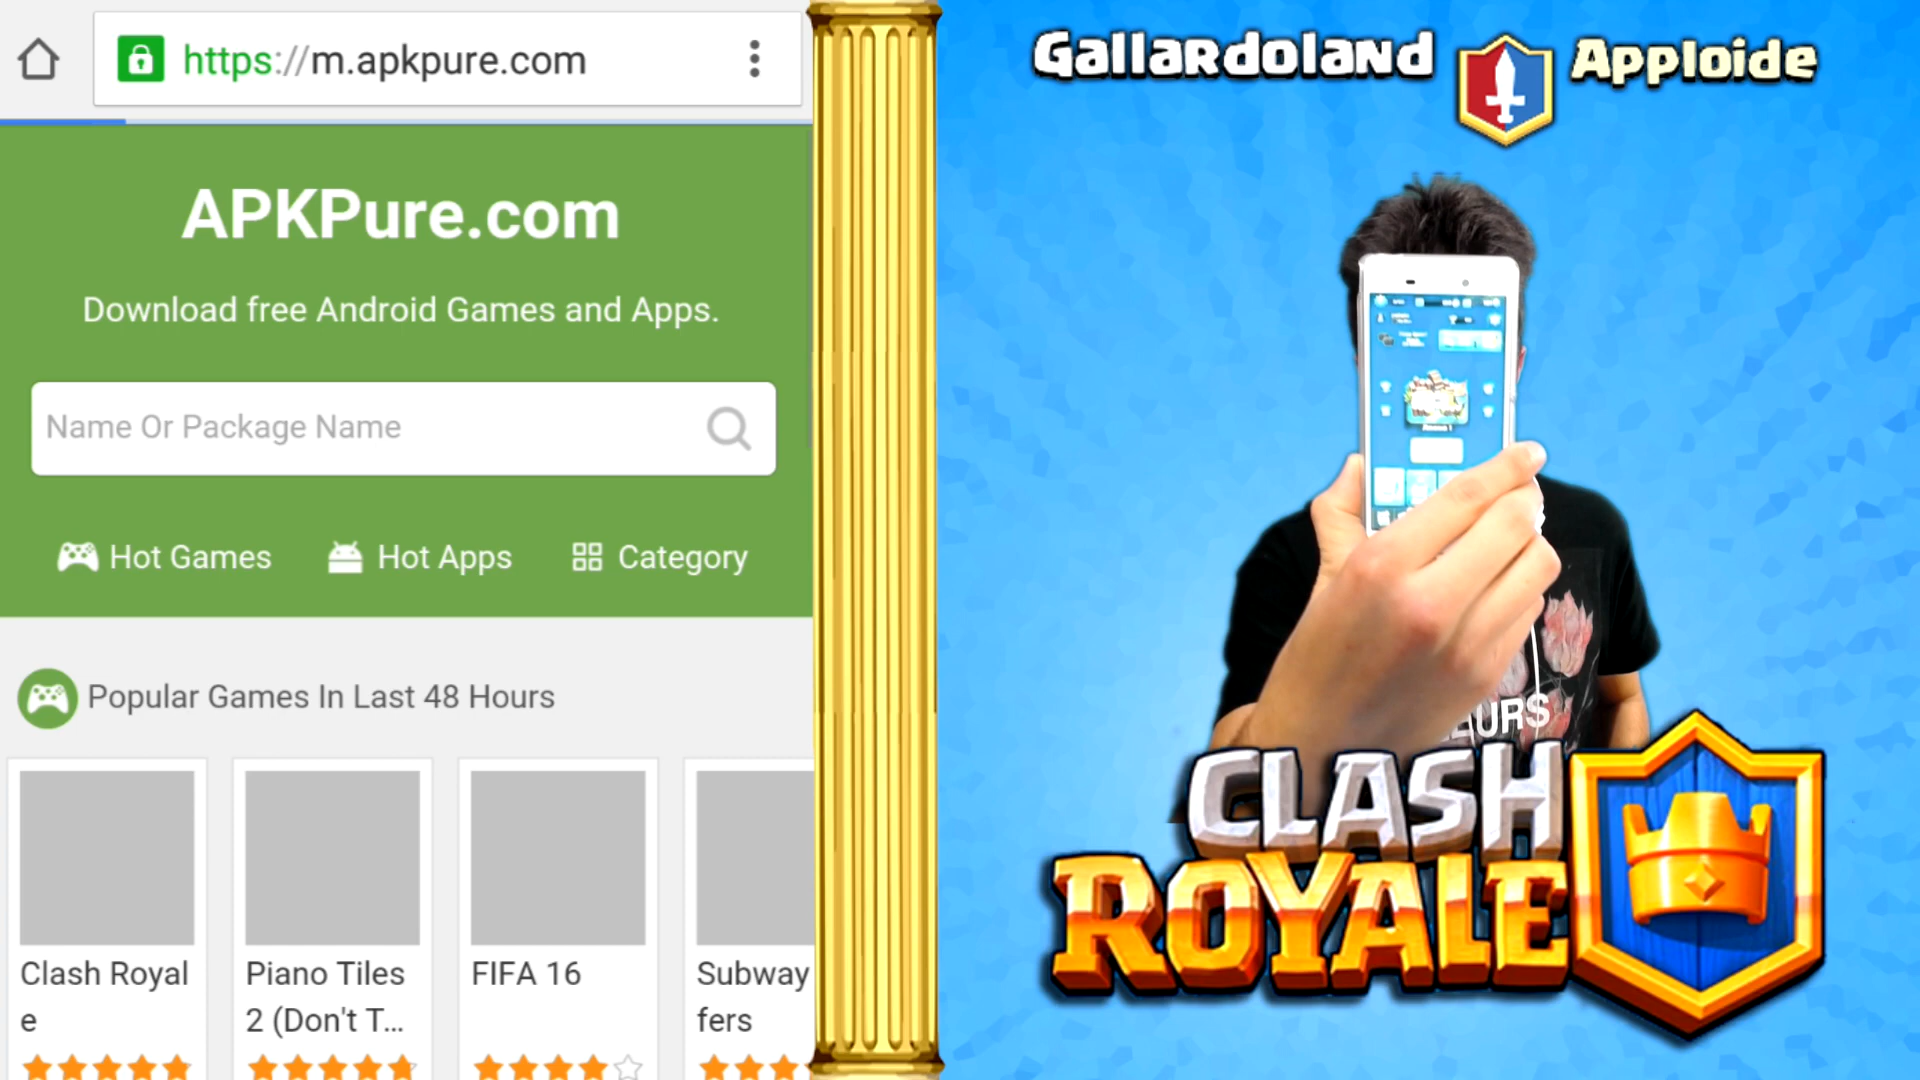 https://m.apkpure.com
APKPure.com
Download free Android Games and Apps.
Name Or Package Name
Hot Games
Hot Apps
Category
Popular Games In Last 48 Hours
Clash Royal
e
Piano Tiles
2 (Don't T...
FIFA 16
Subway
fers
Gallardoland
Apploide
CLASH
ROYALE